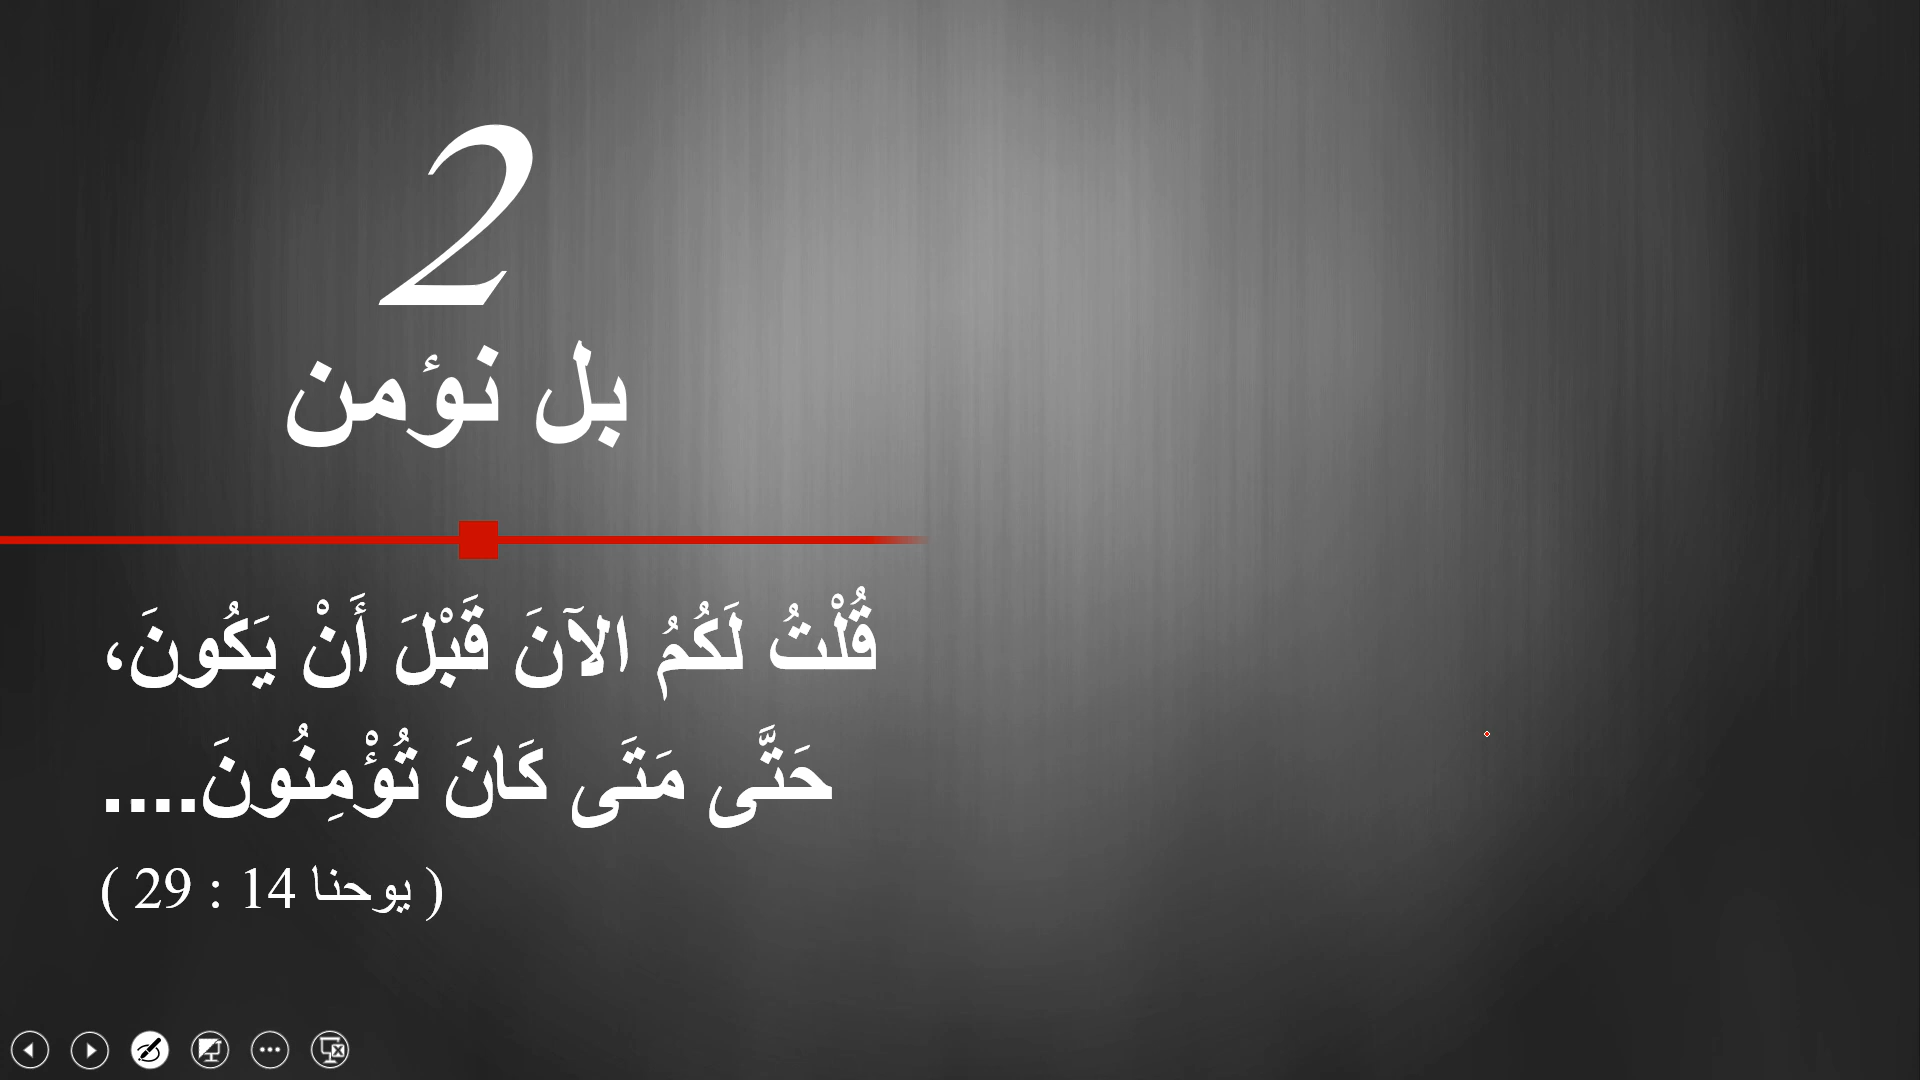 2
بل نؤمن
قُلْتُ لَكُمُ الآنَ قَبْلَ أَنْ يَكُونَ،
حَتَّى مَتَى كَانَ تُؤْمِنُونَ....
( يوحنا 14 : 29 )